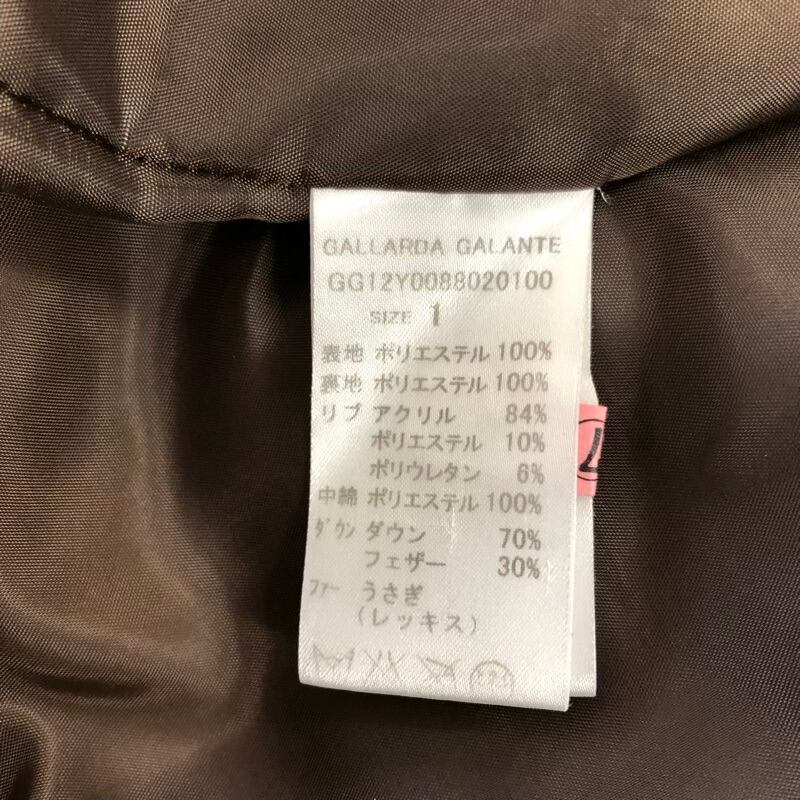 GALLARDA GALANTE
GG12Y0088020100
SIZE 1
表地 ポリエステル 100%
裏地 ポリエステル 100%
リブ アクリル 84%
ポリエステル 10%
ポリウレタン 6%
中綿 ポリエステル 100%
ダウン ダウン 70%
フェザー 30%
ファー うさぎ
(レッキス)